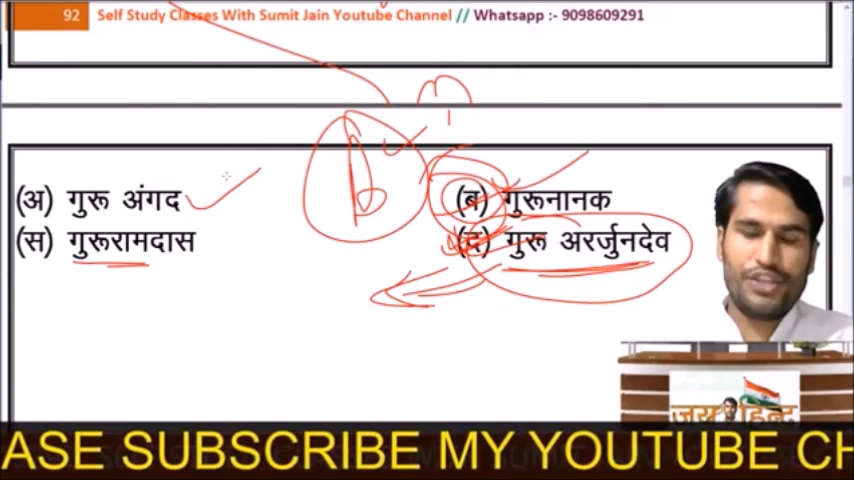 92 Self Study Classes With Sumit Jain Youtube Channel // Whatsapp :- 9098609291
(अ) गुरू अंगद (ब) गुरूनानक
(स) गुरूरामदास (द) गुरू अरर्जुनदेव
जय हिन्द
ASE SUBSCRIBE MY YOUTUBE CH